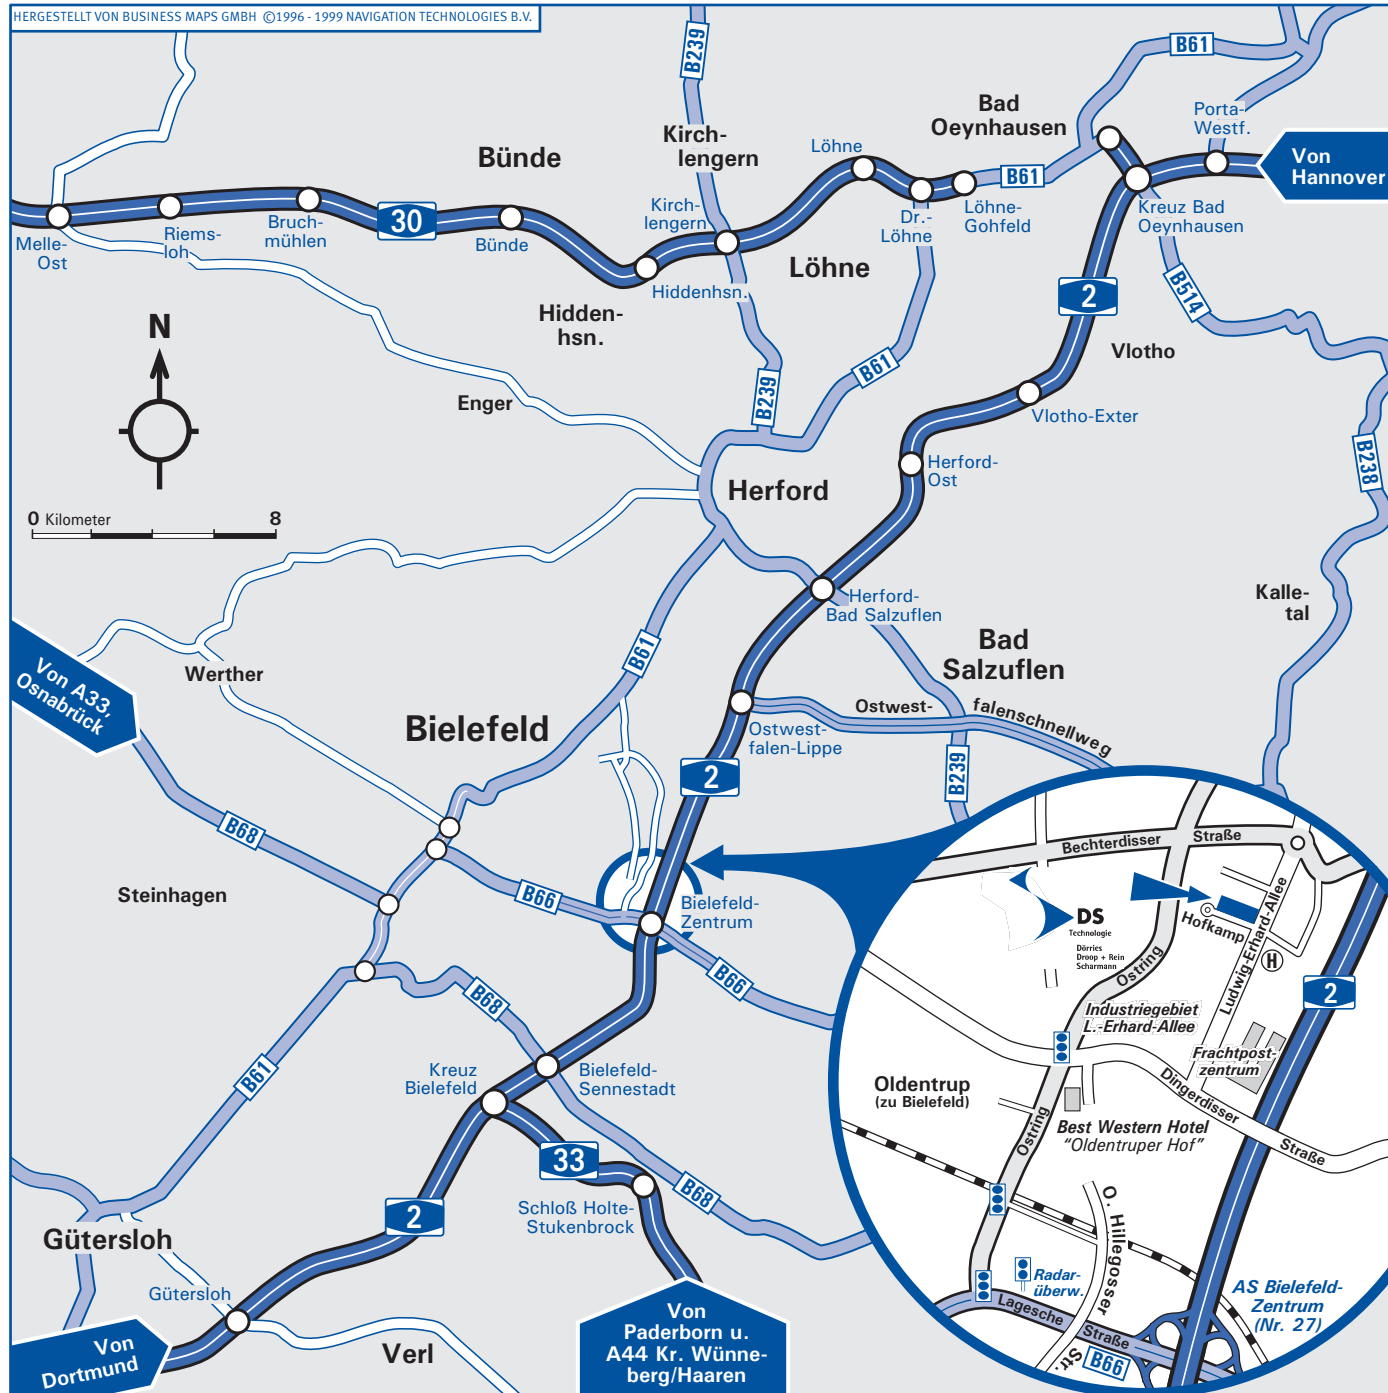 HERGESTELLT VON BUSINESS MAPS GMBH ©1996 - 1999 NAVIGATION TECHNOLOGIES B.V.
B239
B61
Bad
Oeynhausen
Porta-
Westf.
Kirch-
lengern
Bünde
Löhne
Von
Hannover
B61
Kirch-
lengern
Dr.-
Löhne
Löhne-
Gohfeld
Kreuz Bad
Oeynhausen
Melle-
Ost
Riems-
loh
Bruch-
mühlen
30
Bünde
Löhne
Hiddenhsn.
2
B514
Hidden-
hsn.
N
Vlotho
B61
B239
Enger
Vlotho-Exter
B238
Herford-
Ost
Herford
0 Kilometer 8
Herford-
Bad Salzuflen
Kalle-
tal
Bad
Salzuflen
B61
Werther
Von A33,
Osnabrück
Bielefeld
Ostwest-
falenschnellweg
Ostwest-
falen-Lippe
2
B239
B68
Steinhagen
B66
Bielefeld-
Zentrum
B66
B68
Kreuz
Bielefeld
Bielefeld-
Sennestadt
B61
33
B68
Schloß Holte-
Stukenbrock
2
Gütersloh
Gütersloh
Verl
Von
Dortmund
Von
Paderborn u.
A44 Kr. Wünne-
berg/Haaren
Bechterdisser Straße
DS
Technologie
Dörries
Droop + Rein
Scharmann
Hofkamp
Ludwig-Erhard-Allee
H
Ostring
2
Industriegebiet
L.-Erhard-Allee
Frachtpost-
zentrum
Oldentrup
(zu Bielefeld)
Dingerdisser
Straße
Ostring
Best Western Hotel
"Oldentruper Hof"
O. Hillegosser
Str.
Radar-
überw.
AS Bielefeld-
Zentrum
(Nr. 27)
Lagesche Straße
B66